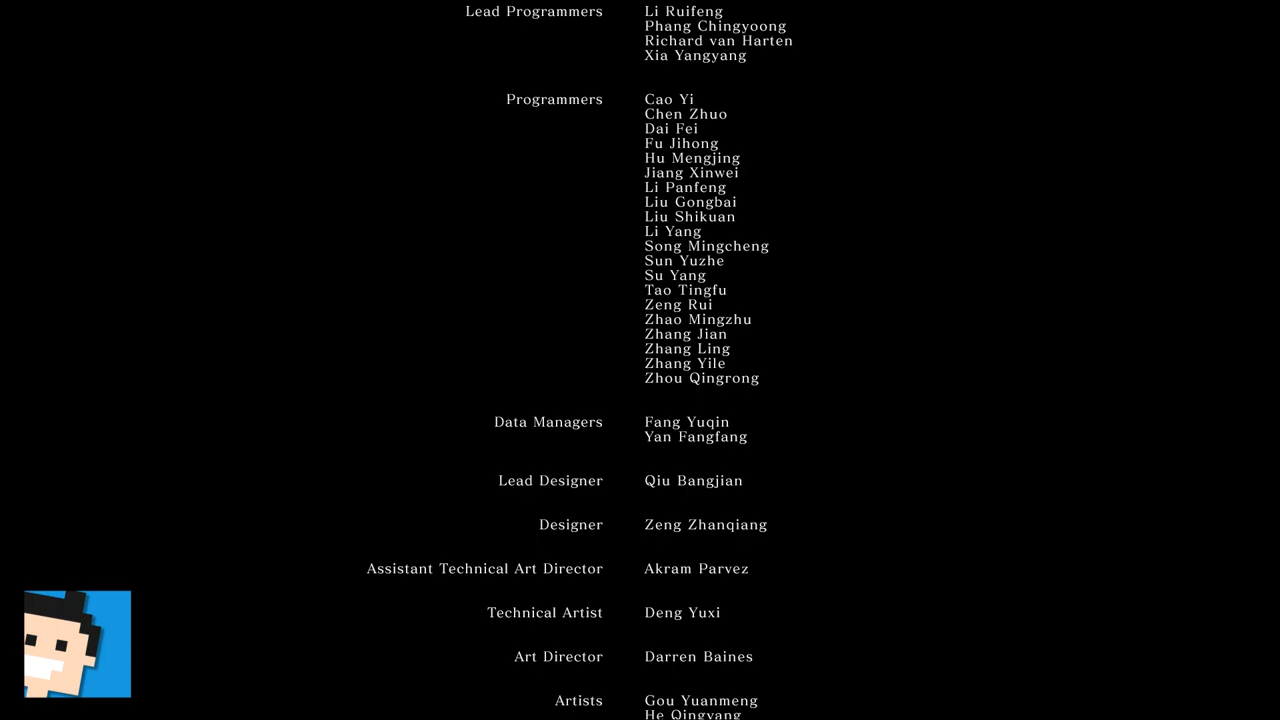 Lead Programmers Li Ruifeng
Phang Chingyoong
Richard van Harten
Xia Yangyang
Programmers Cao Yi
Chen Zhuo
Dai Fei
Fu Jihong
Hu Mengjing
Jiang Xinwei
Li Panfeng
Liu Gongbai
Liu Shikuan
Li Yang
Song Mingcheng
Sun Yuzhe
Su Yang
Tao Tingfu
Zeng Rui
Zhao Mingzhu
Zhang Jian
Zhang Ling
Zhang Yile
Zhou Qingrong
Data Managers Fang Yuqin
Yan Fangfang
Lead Designer Qiu Bangjian
Designer Zeng Zhanqiang
Assistant Technical Art Director Akram Parvez
Technical Artist Deng Yuxi
Art Director Darren Baines
Artists Gou Yuanmeng
He Qingyang